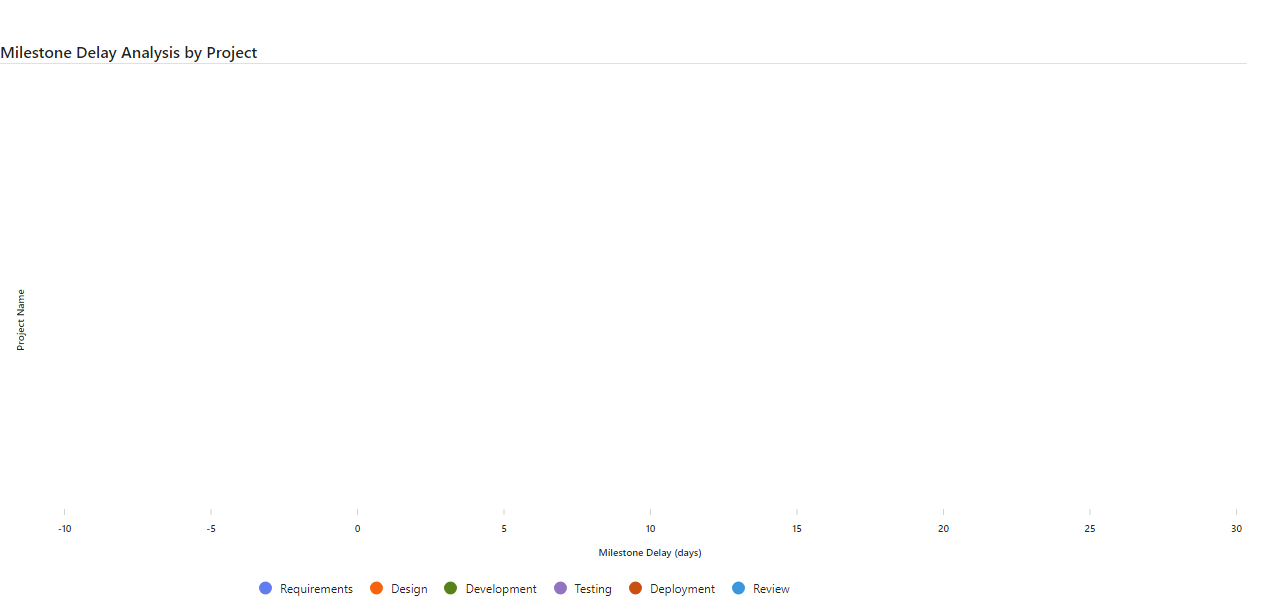 Milestone Delay Analysis by Project
Project Name
-10 -5 0 5 10 15 20 25 30
Milestone Delay (days)
Requirements Design Development Testing Deployment Review